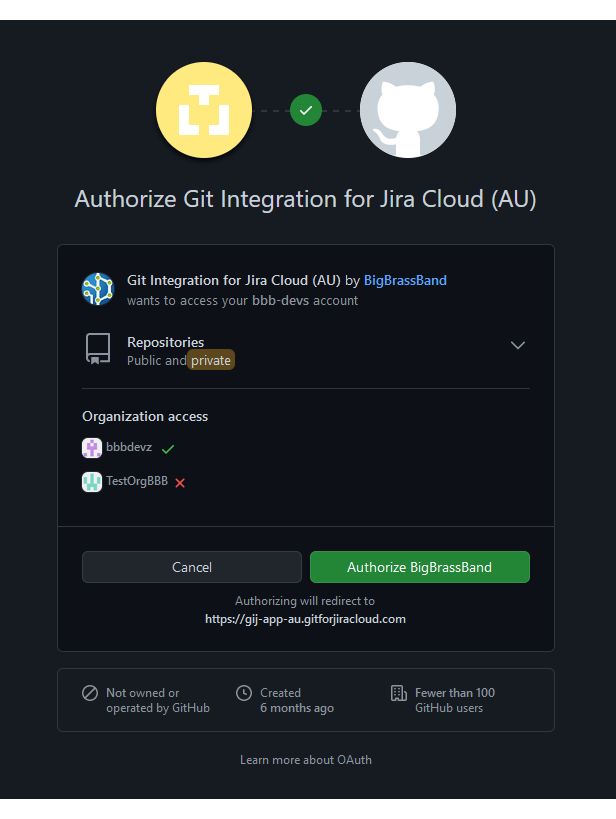 Authorize Git Integration for Jira Cloud (AU)
Git Integration for Jira Cloud (AU) by BigBrassBand
wants to access your bbb-devs account
Repositories
Public and private
Organization access
bbbdevz
TestOrgBBB
Cancel
Authorize BigBrassBand
Authorizing will redirect to
https://gij-app-au.gitforjiracloud.com
Not owned or
operated by GitHub
Created
6 months ago
Fewer than 100
GitHub users
Learn more about OAuth